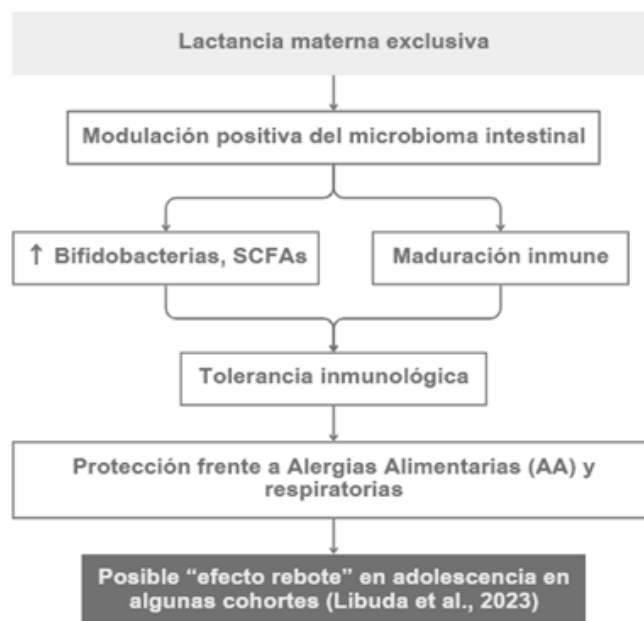 Lactancia materna exclusiva
Modulación positiva del microbioma intestinal
↑ Bifidobacterias, SCFAs
Maduración inmune
Tolerancia inmunológica
Protección frente a Alergias Alimentarias (AA) y
respiratorias
Posible “efecto rebote” en adolescencia en
algunas cohortes (Libuda et al., 2023)